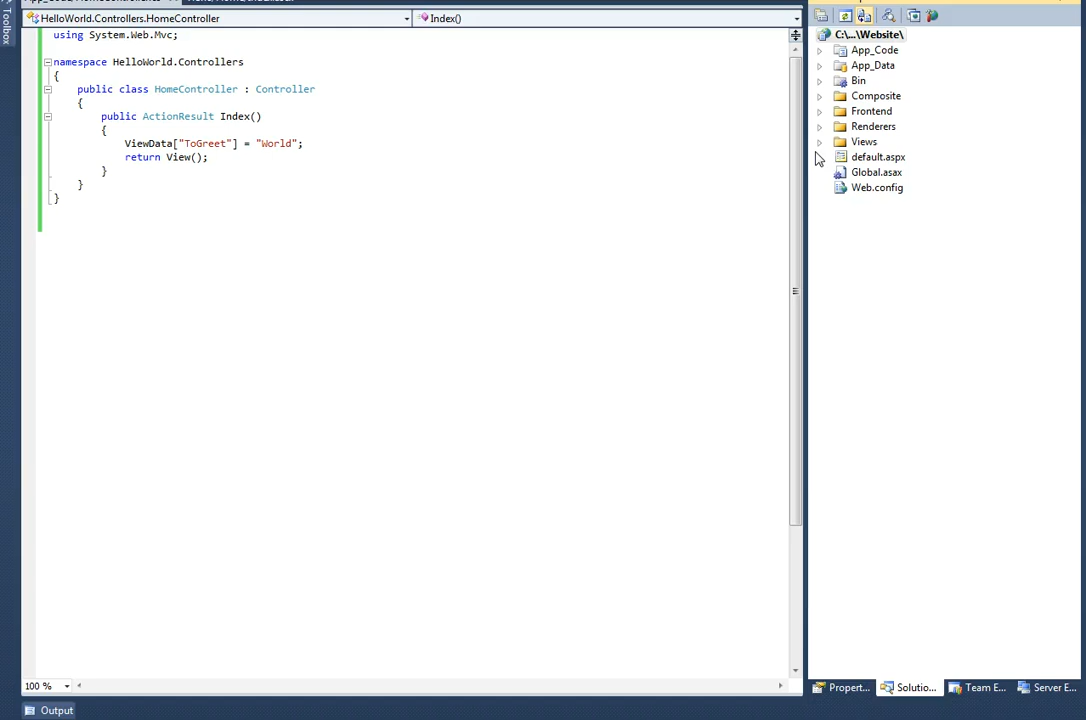 Toolbox
HelloWorld.Controllers.HomeController
Index()
using System.Web.Mvc;
namespace HelloWorld.Controllers
{
public class HomeController : Controller
{
public ActionResult Index()
{
ViewData["ToGreet"] = "World";
return View();
}
}
}
100 %
Output
C:\...\Website\
App_Code
App_Data
Bin
Composite
Frontend
Renderers
Views
default.aspx
Global.asax
Web.config
Propert...
Solutio...
Team E...
Server E...